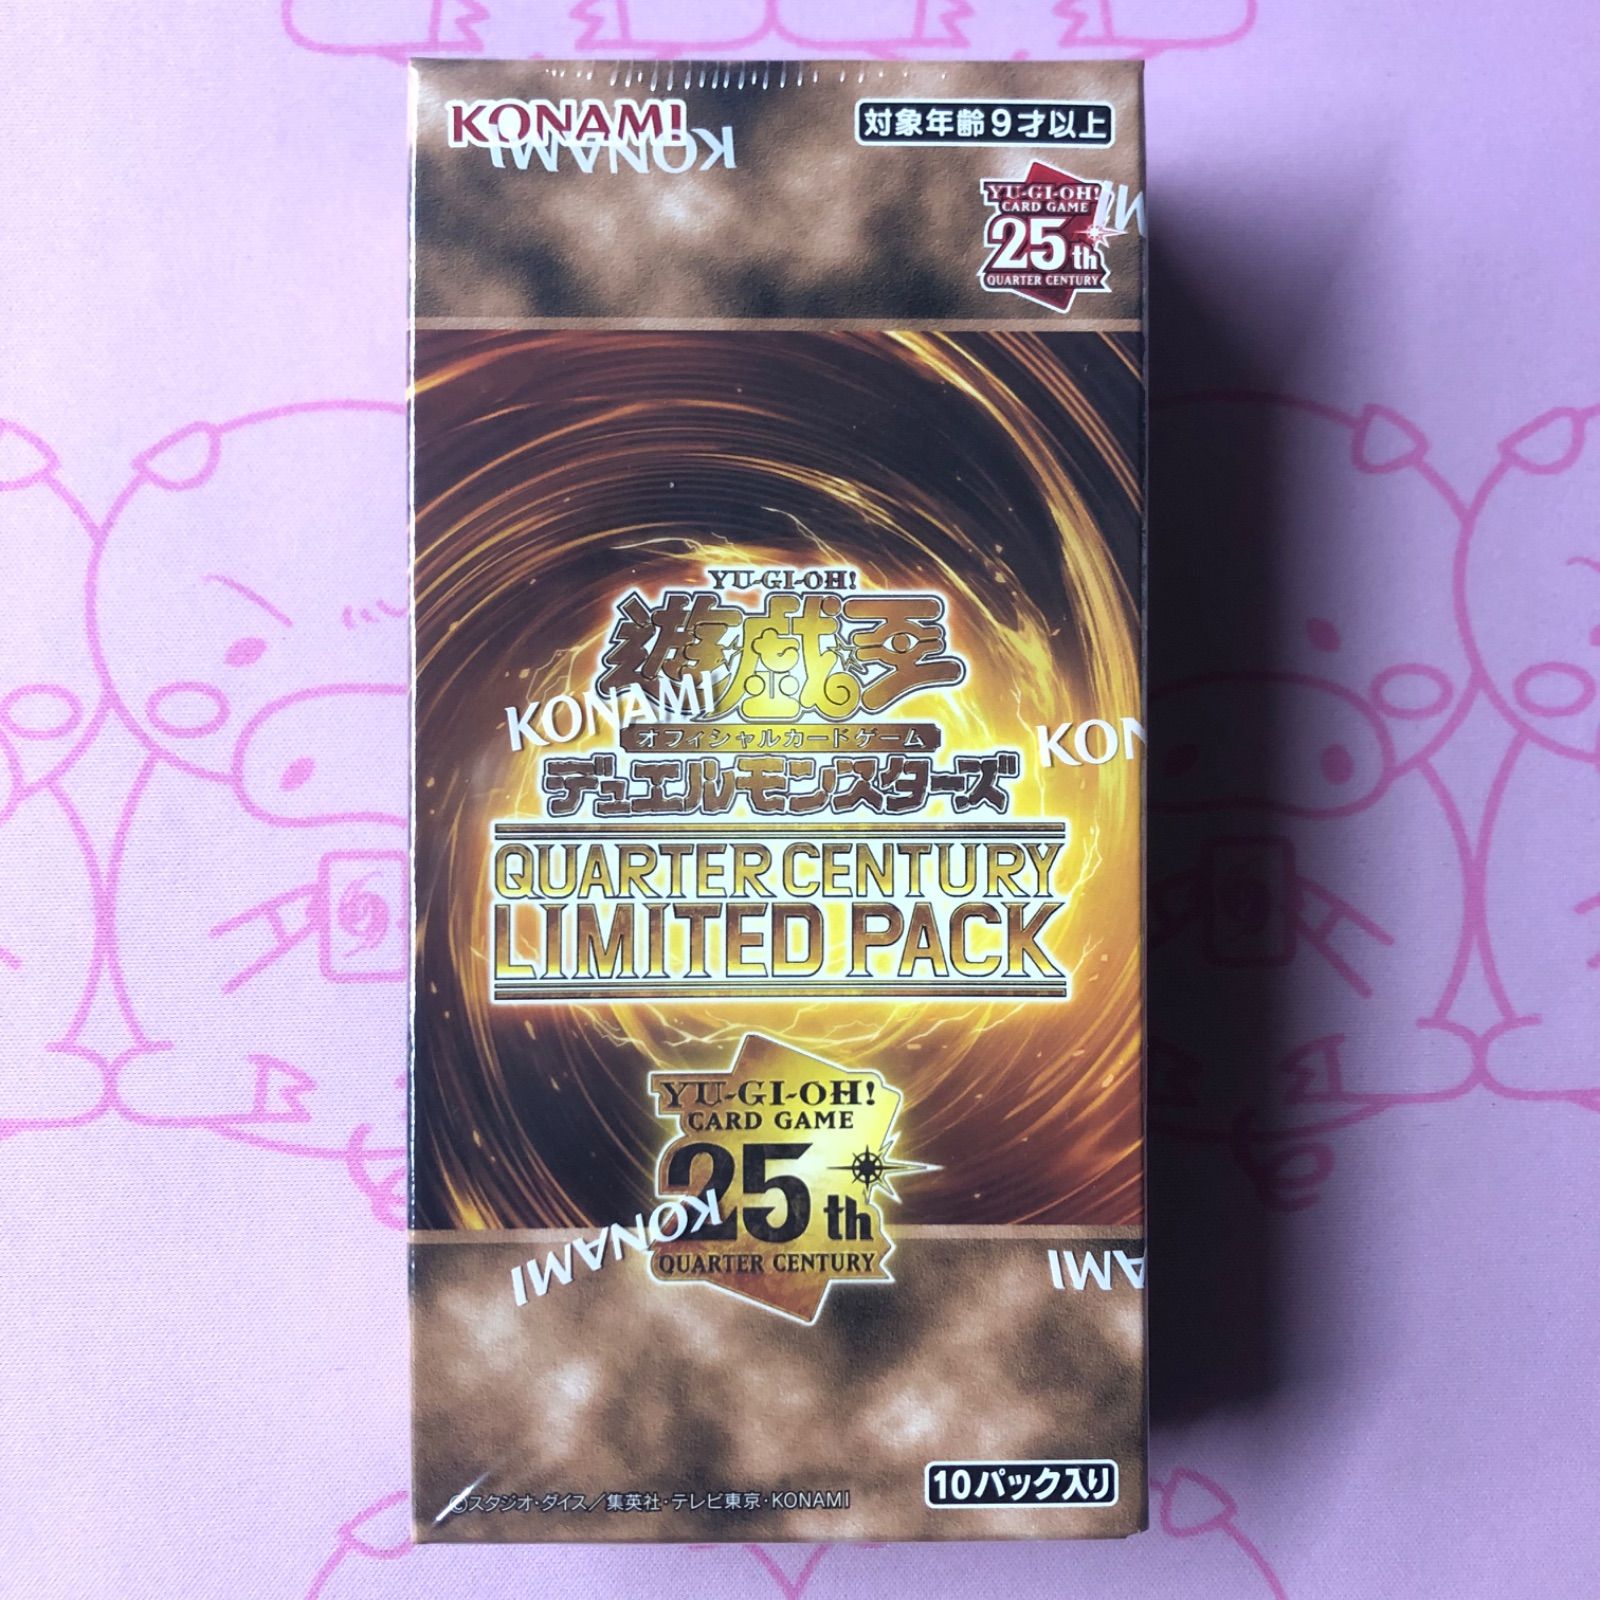 KONAMI
KONAMI
対象年齢9才以上
YU-GI-OH!
CARD GAME
25th
QUARTER CENTURY
YU-GI-OH!
遊戯王
KONAMI
オフィシャルカードゲーム
デュエルモンスターズ
QUARTER CENTURY
LIMITED PACK
YU-GI-OH!
CARD GAME
25th
QUARTER CENTURY
KONAMI
10パック入り
©スタジオ・ダイス/集英社・テレビ東京・KONAMI